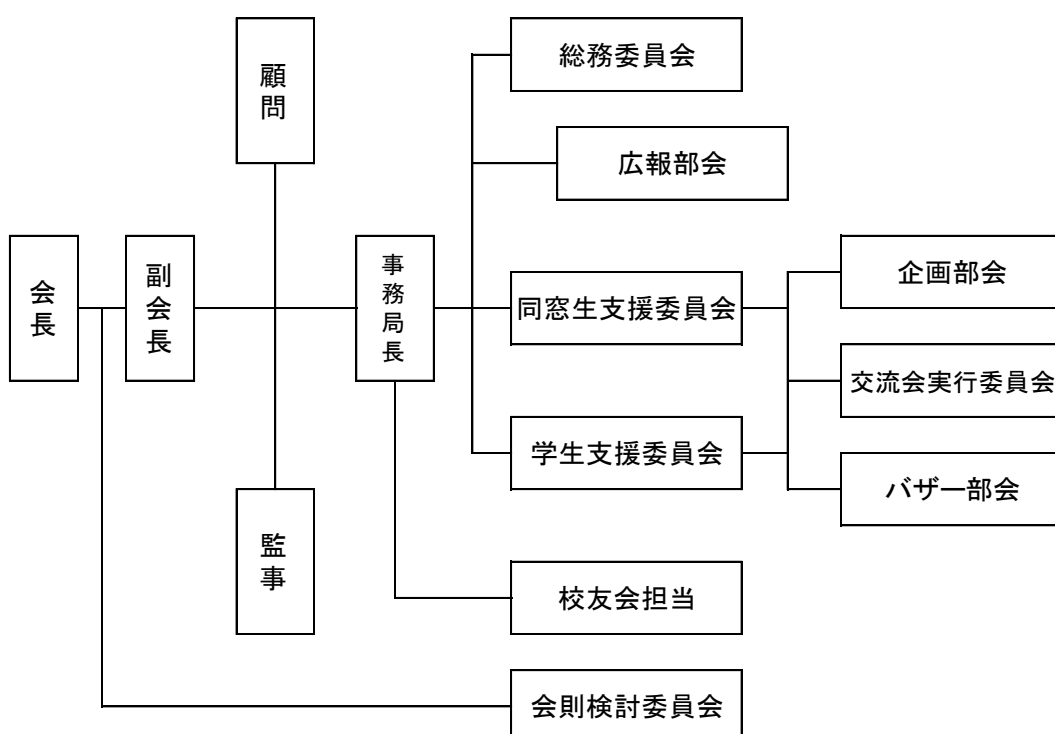 総務委員会
顧問
広報部会
会長
副会長
事務局長
同窓生支援委員会
企画部会
交流会実行委員会
学生支援委員会
バザー部会
監事
校友会担当
会則検討委員会